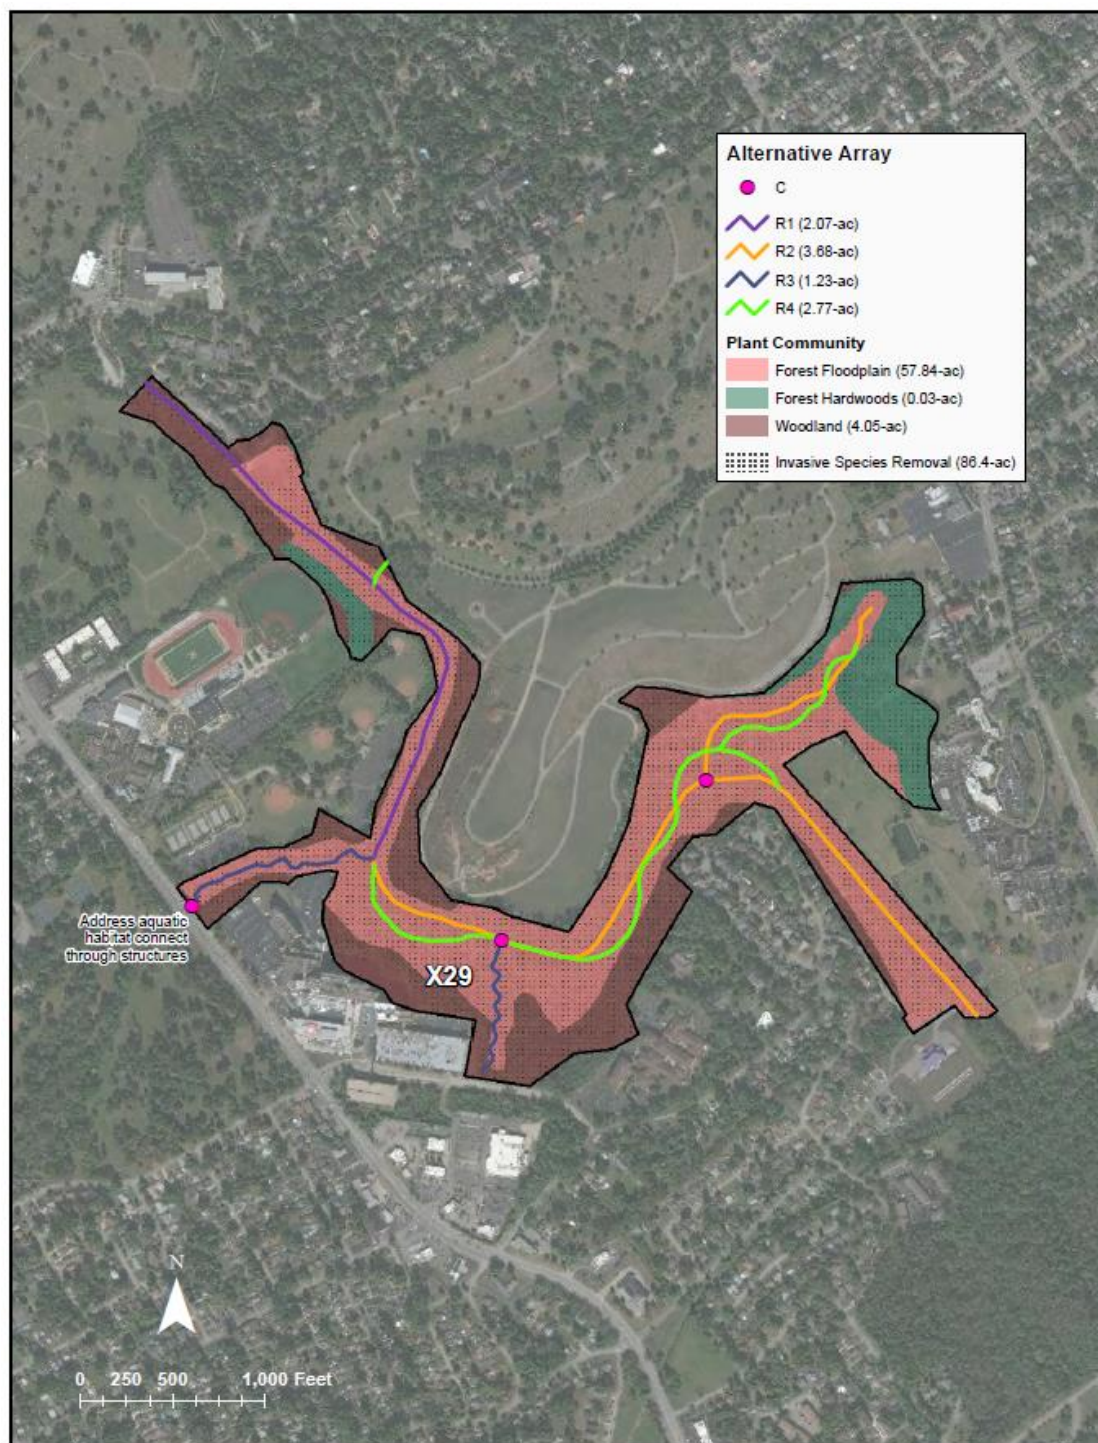 Alternative Array
C
R1 (2.07-ac)
R2 (3.68-ac)
R3 (1.23-ac)
R4 (2.77-ac)
Plant Community
Forest Floodplain (57.84-ac)
Forest Hardwoods (0.03-ac)
Woodland (4.05-ac)
Invasive Species Removal (86.4-ac)
Address aquatic
habitat connect
through structures
X29
N
0 250 500 1,000 Feet